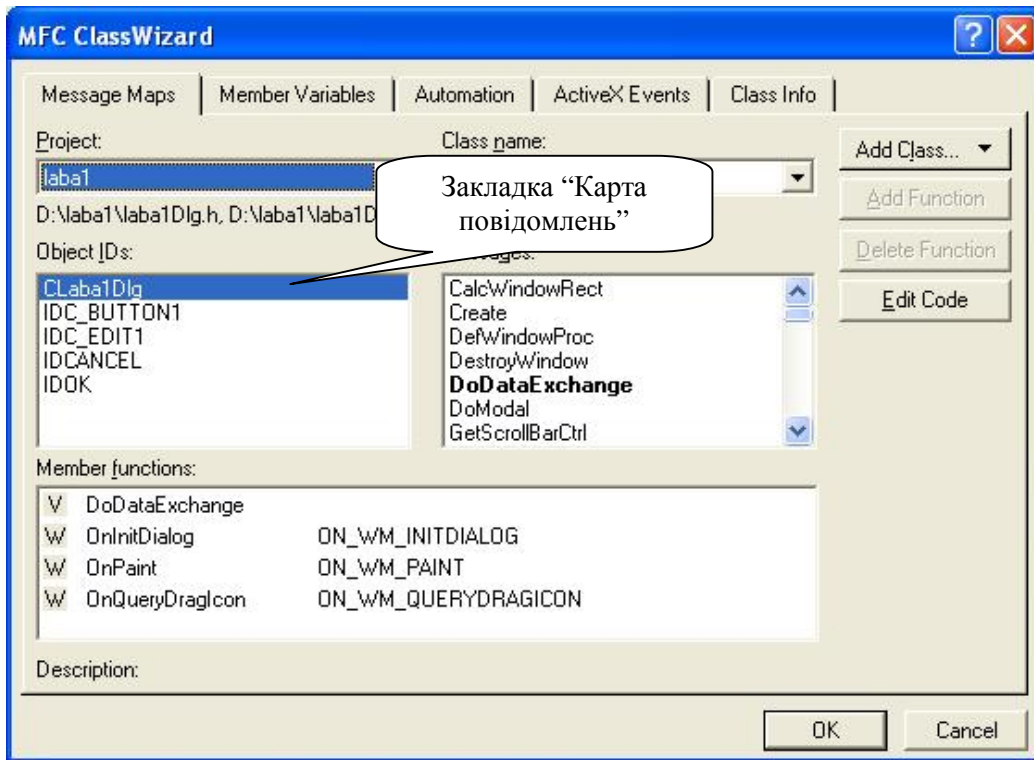 MFC ClassWizard
Message Maps
Member Variables
Automation
ActiveX Events
Class Info
Project:
Class name:
Add Class...
laba1
Закладка “Карта
повідомлень”
Add Function
D:\laba1\laba1Dlg.h, D:\laba1\laba1D
Object IDs:
Delete Function
CLaba1Dlg
IDC_BUTTON1
IDC_EDIT1
IDCANCEL
IDOK
CalcWindowRect
Create
DefWindowProc
DestroyWindow
DoDataExchange
DoModal
GetScrollBarCtrl
Edit Code
Member functions:
V DoDataExchange
W OnInitDialog ON_WM_INITDIALOG
W OnPaint ON_WM_PAINT
W OnQueryDragIcon ON_WM_QUERYDRAGICON
Description:
OK
Cancel